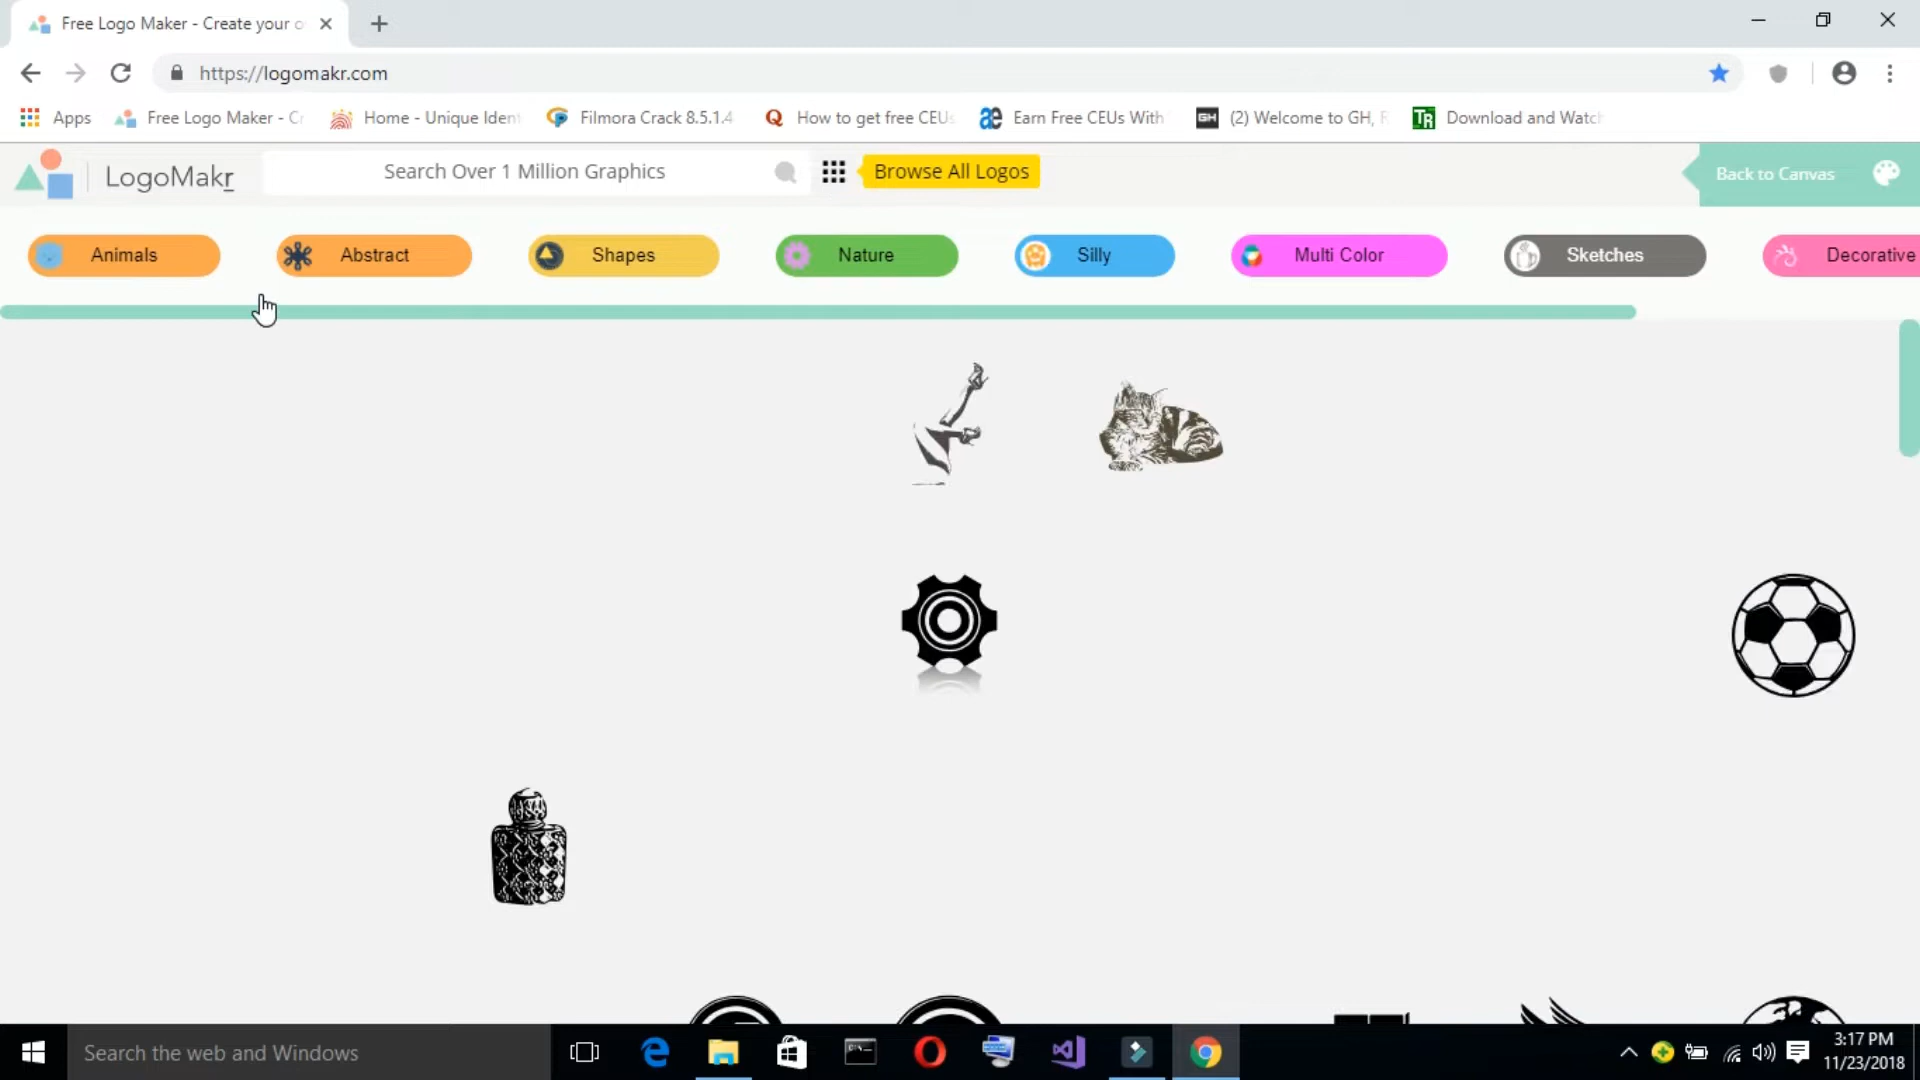 Free Logo Maker - Create your o
https://logomakr.com
Apps
Free Logo Maker - Cr
Home - Unique Ident
Filmora Crack 8.5.1.4
How to get free CEUs
Earn Free CEUs With
(2) Welcome to GH, R
Download and Watch
LogoMakr
Search Over 1 Million Graphics
Browse All Logos
Back to Canvas
Animals
Abstract
Shapes
Nature
Silly
Multi Color
Sketches
Decorative
Search the web and Windows
3:17 PM
11/23/2018